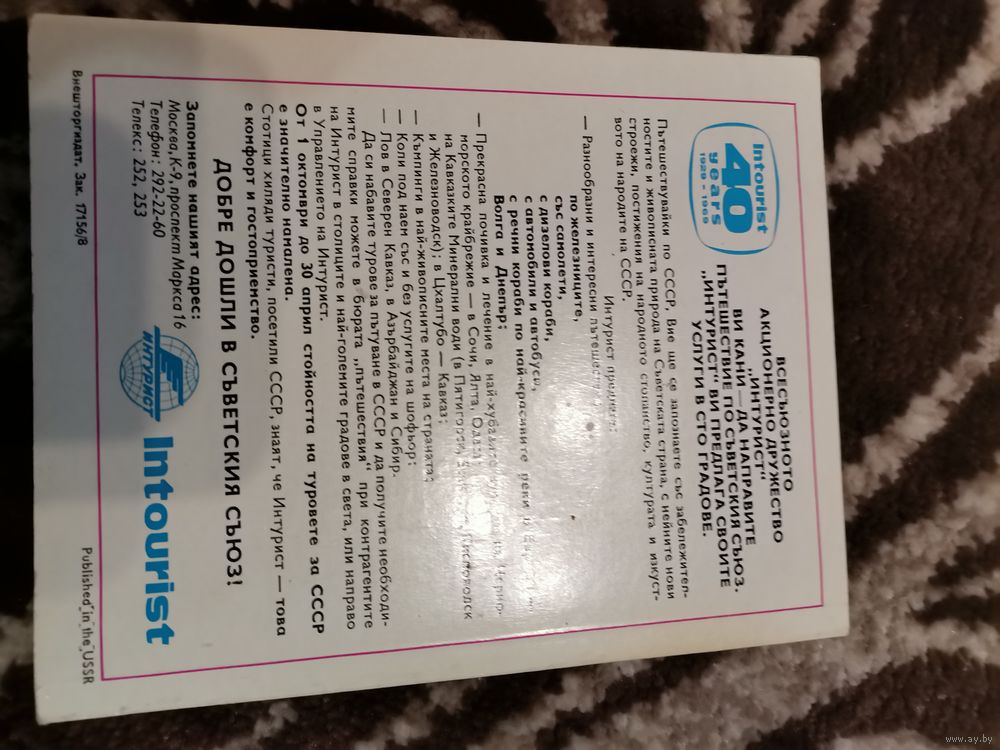 Intourist
40
years
1929 - 1969
ВСЕСЪЮЗНОТО
АКЦИОНЕРНО ДРУЖЕСТВО
„ИНТУРИСТ“
ВИ КАНИ — ДА НАПРАВИТЕ
ПЪТЕШЕСТВИЕ ПО СЪВЕТСКИЯ СЪЮЗ.
„ИНТУРИСТ“ ВИ ПРЕДЛАГА СВОИТЕ
УСЛУГИ В СТО ГРАДОВЕ.
Пътешествувайки по СССР, Вие ще се запознаете със забележител-
ностите и живописната природа на Съветската страна, с нейните нови
строежи, постижения на народното стопанство, културата и изкуст-
вото на народите на СССР.
Интурист предлага:
— Разнообразни и интересни
по железниците,
със самолети,
с дизелови кораби,
с автомобили и автобуси,
с речни кораби по най-красивите реки
Волга и Днепър;
— Прекрасна почивка и лечение в най-хубавите
морското крайбрежие — в Сочи, Ялта,
на Кавказките Минерални води (в Пятигорск, Кисловодск
и Железноводск); в Цхалтубо — Кавказ;
— Къмпинги в най-живописните места на страната;
— Коли под наем със и без услугите на шофьор;
— Лов в Северен Кавказ, в Азърбайджан и Сибир.
Да си набавите турове за пътуване в СССР и да получите необходи-
мите справки можете в бюрата „пътешествия“ при контрагентите
на Интурист в столиците и най-големите градове в света, или направо
в Управлението на Интурист.
От 1 октомври до 30 април стойността на туровете за СССР
е значително намалена.
Стотици хиляди туристи, посетили СССР, знаят, че Интурист — това
е комфорт и гостоприемство.
ДОБРЕ ДОШЛИ В СЪВЕТСКИЯ СЪЮЗ!
Запомнете нашият адрес:
Москва, К-9, проспект Маркса 16
Телефон: 292-22-60
Телекс: 252, 253
ИНТУРИСТ
Intourist
Внешторгиздат. Зак. 17156/8
Published in the USSR
www.ay.by